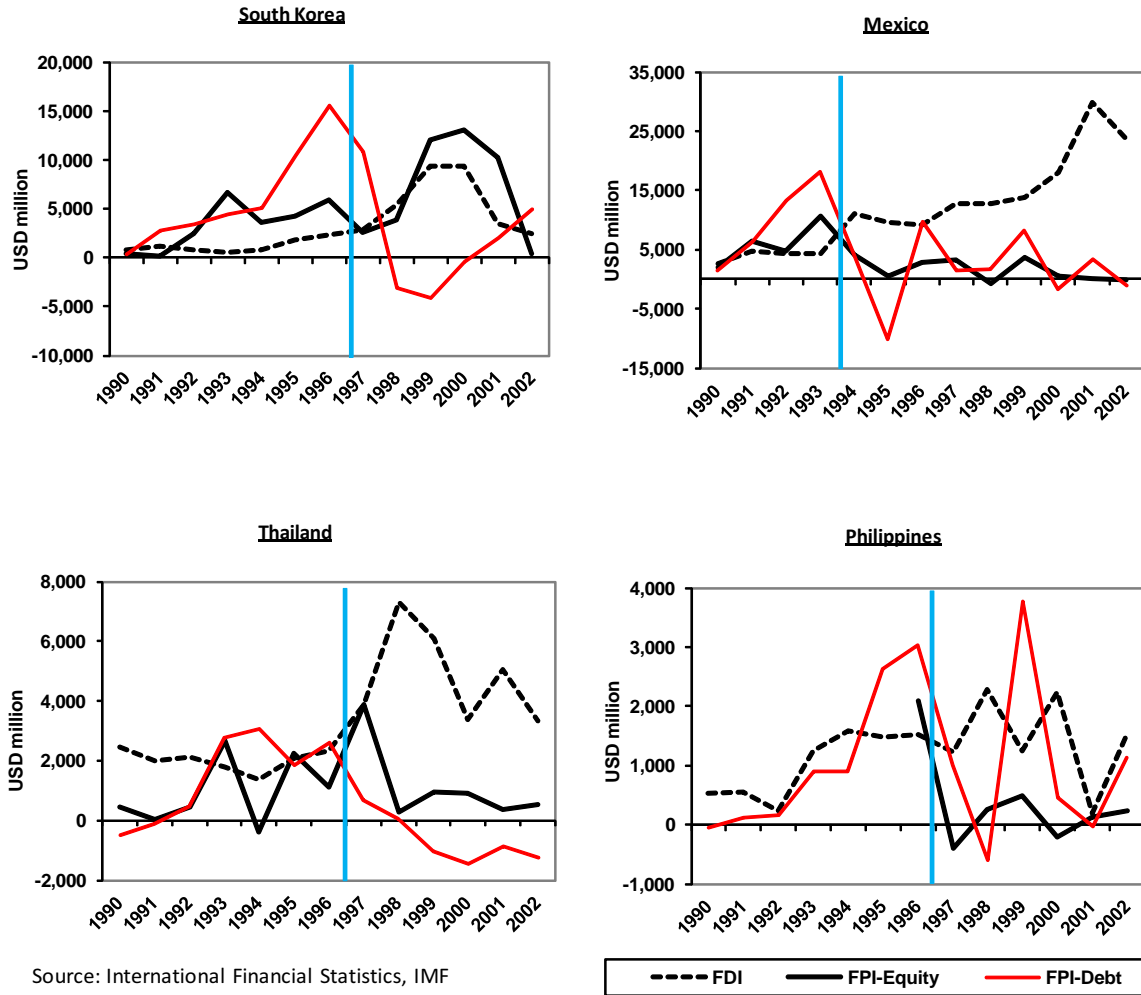 South Korea
USD million
20,000
15,000
10,000
5,000
0
-5,000
-10,000
1990 1991 1992 1993 1994 1995 1996 1997 1998 1999 2000 2001 2002
Mexico
USD million
35,000
25,000
15,000
5,000
-5,000
-15,000
1990 1991 1992 1993 1994 1995 1996 1997 1998 1999 2000 2001 2002
Thailand
USD million
8,000
6,000
4,000
2,000
0
-2,000
1990 1991 1992 1993 1994 1995 1996 1997 1998 1999 2000 2001 2002
Philippines
USD million
4,000
3,000
2,000
1,000
0
-1,000
1990 1991 1992 1993 1994 1995 1996 1997 1998 1999 2000 2001 2002
Source: International Financial Statistics, IMF
FDI FPI-Equity FPI-Debt